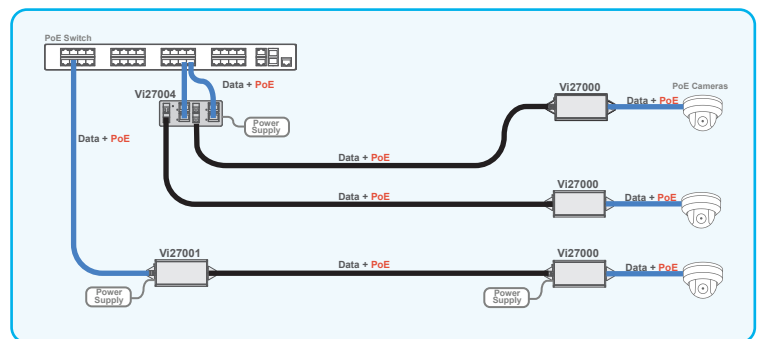 PoE Switch
Data + PoE
Vi27004
Power
Supply
Vi27000
PoE Cameras
Data + PoE
Data + PoE
Data + PoE
Vi27000
Data + PoE
Data + PoE
Vi27001
Vi27000
Data + PoE
Data + PoE
Power
Supply
Power
Supply